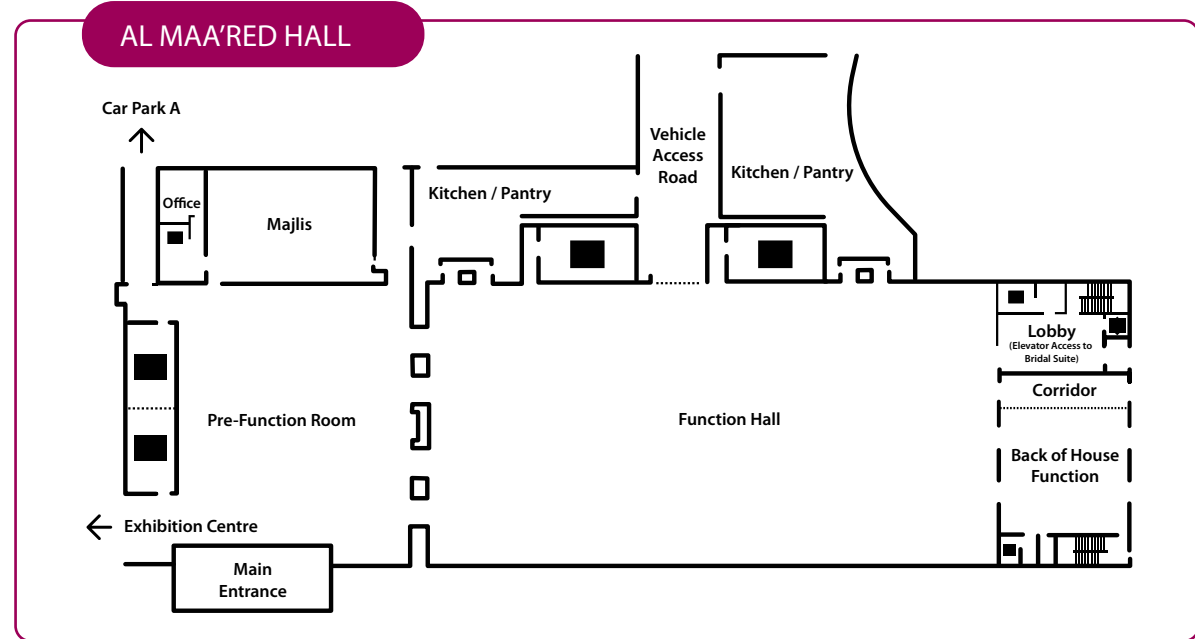 AL MAA'RED HALL
Car Park A
Office
Majlis
Kitchen / Pantry
Vehicle
Access
Road
Kitchen / Pantry
Lobby
(Elevator Access to
Bridal Suite)
Corridor
Pre-Function Room
Function Hall
Back of House
Function
Exhibition Centre
Main
Entrance